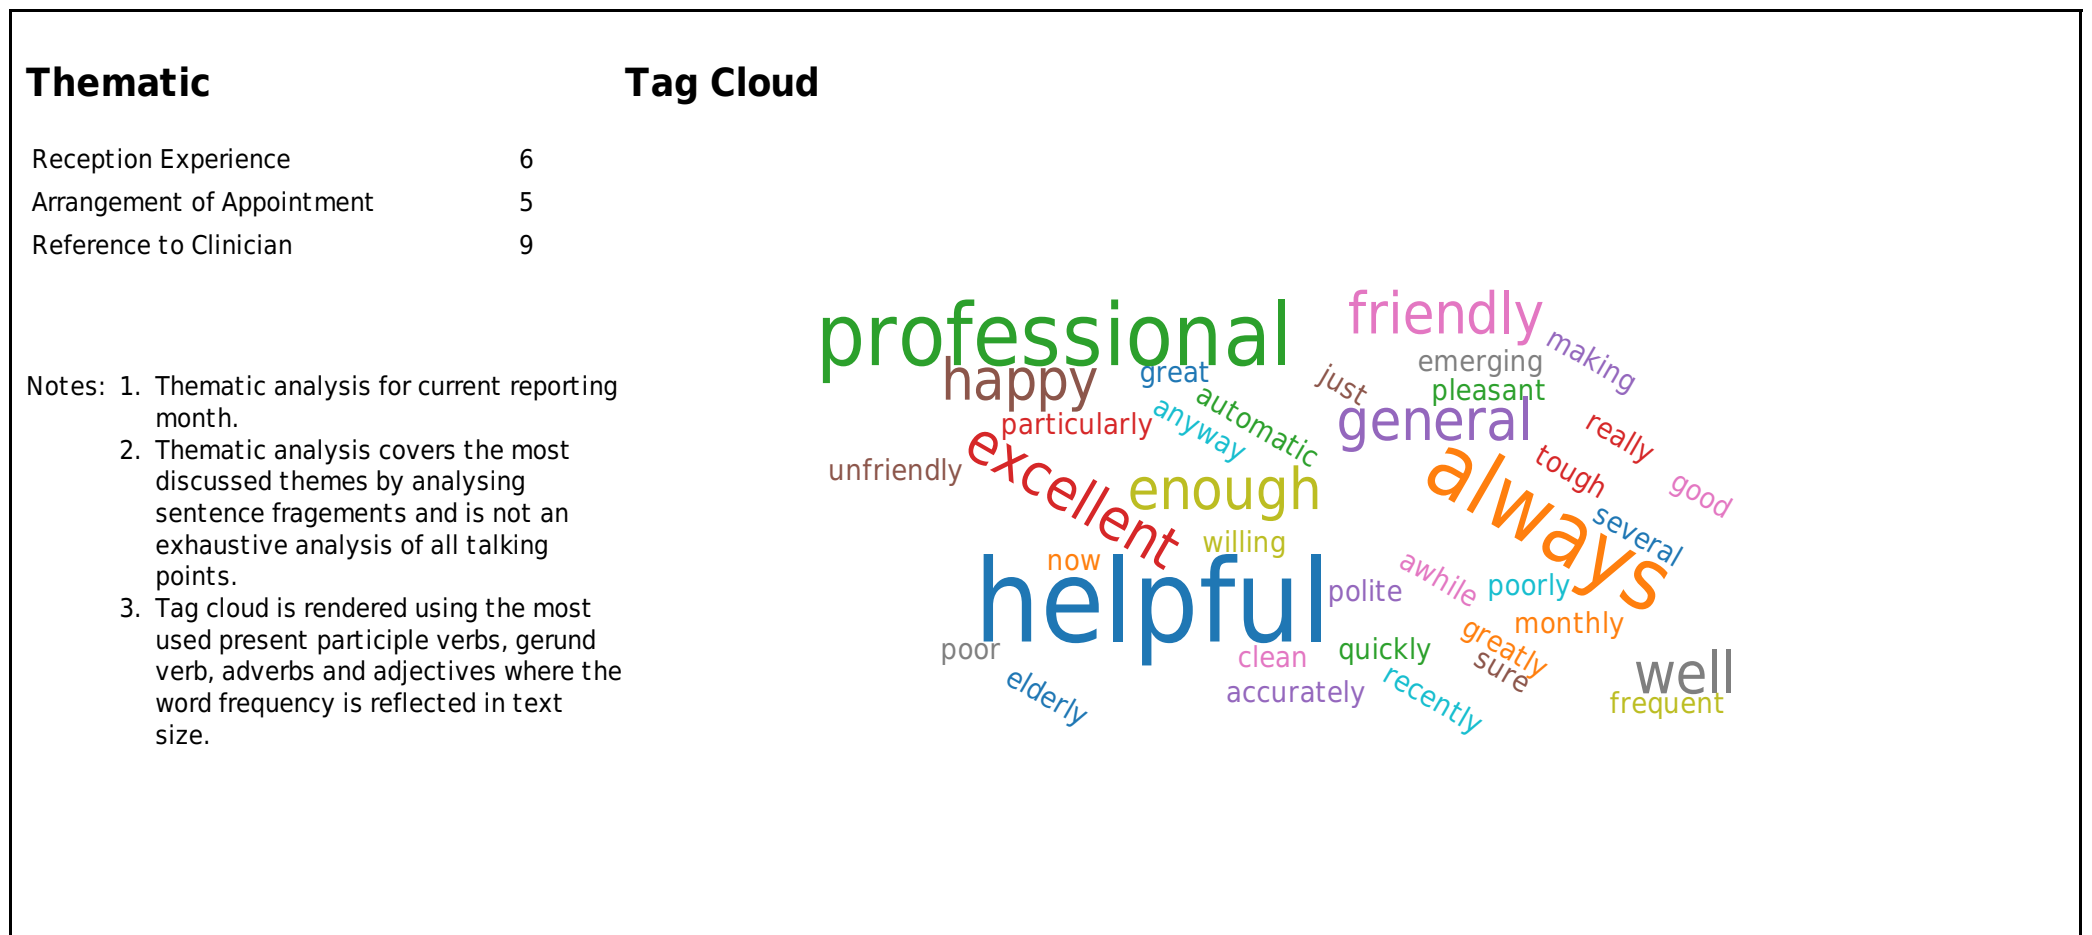 Thematic
Tag Cloud
Reception Experience 6
Arrangement of Appointment 5
Reference to Clinician 9
Notes: 1. Thematic analysis for current reporting
month.
2. Thematic analysis covers the most
discussed themes by analysing
sentence fragements and is not an
exhaustive analysis of all talking
points.
3. Tag cloud is rendered using the most
used present participle verbs, gerund
verb, adverbs and adjectives where the
word frequency is reflected in text
size.
professional
friendly
making
emerging
happy
great
just
pleasant
automatic
anyway
particularly
general
really
excellent
unfriendly
enough
always
tough
good
several
willing
now
helpful
polite
awhile
poorly
monthly
greatly
sure
poor
clean
quickly
well
elderly
accurately
recently
frequent